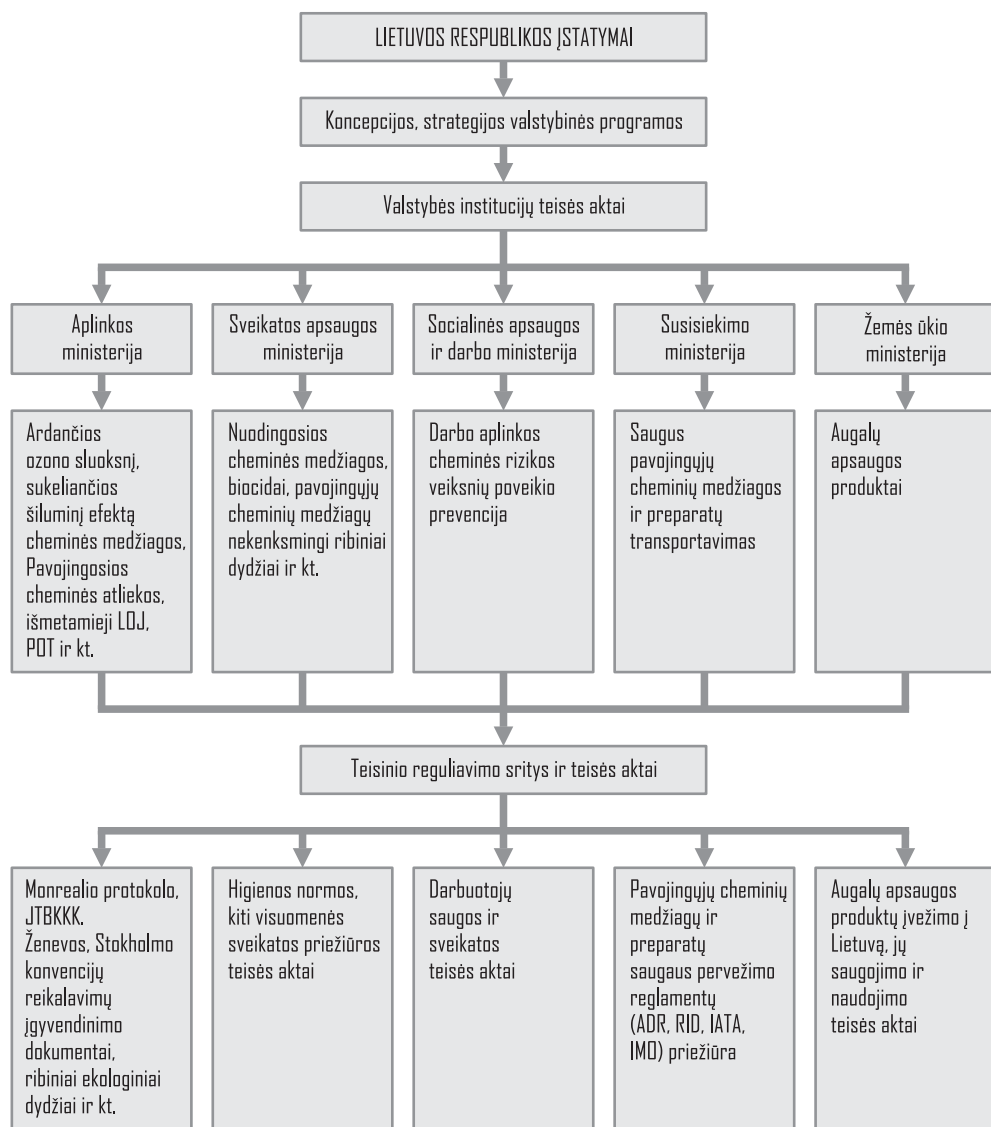 LIETUVOS RESPUBLIKOS ĮSTATYMAI
Koncepcijos, strategijos valstybinės programos
Valstybės institucijų teisės aktai
Aplinkos
ministerija
Sveikatos apsaugos
ministerija
Socialinės apsaugos
ir darbo ministerija
Susisiekimo
ministerija
Žemės ūkio
ministerija
Ardančios
ozono sluoksnį,
sukeliančios
šiluminį efektą
cheminės medžiagos,
Pavojingosios
cheminės atliekos,
išmetamieji LOJ,
POT ir kt.
Nuodingosios
cheminės medžiagos,
biocidai, pavojingųjų
cheminių medžiagų
nekenksmingi ribiniai
dydžiai ir kt.
Darbo aplinkos
cheminės rizikos
veiksnių poveikio
prevencija
Saugus
pavojingųjų
cheminių medžiagos
ir preparatų
transportavimas
Augalų
apsaugos
produktai
Teisinio reguliavimo sritys ir teisės aktai
Monrealio protokolo,
JTBKKK.
Ženevos, Stokholmo
konvencijų
reikalavimų
įgyvendinimo
dokumentai,
ribiniai ekologiniai
dydžiai ir kt.
Higienos normos,
kiti visuomenės
sveikatos priežiūros
teisės aktai
Darbuotojų
saugos ir
sveikatos
teisės aktai
Pavojingųjų cheminių
medžiagų ir
preparatų
saugaus pervežimo
reglamentų
(ADR, RID, IATA,
IMO) priežiūra
Augalų apsaugos
produktų įvežimo į
Lietuvą, jų
saugojimo ir
naudojimo
teisės aktai